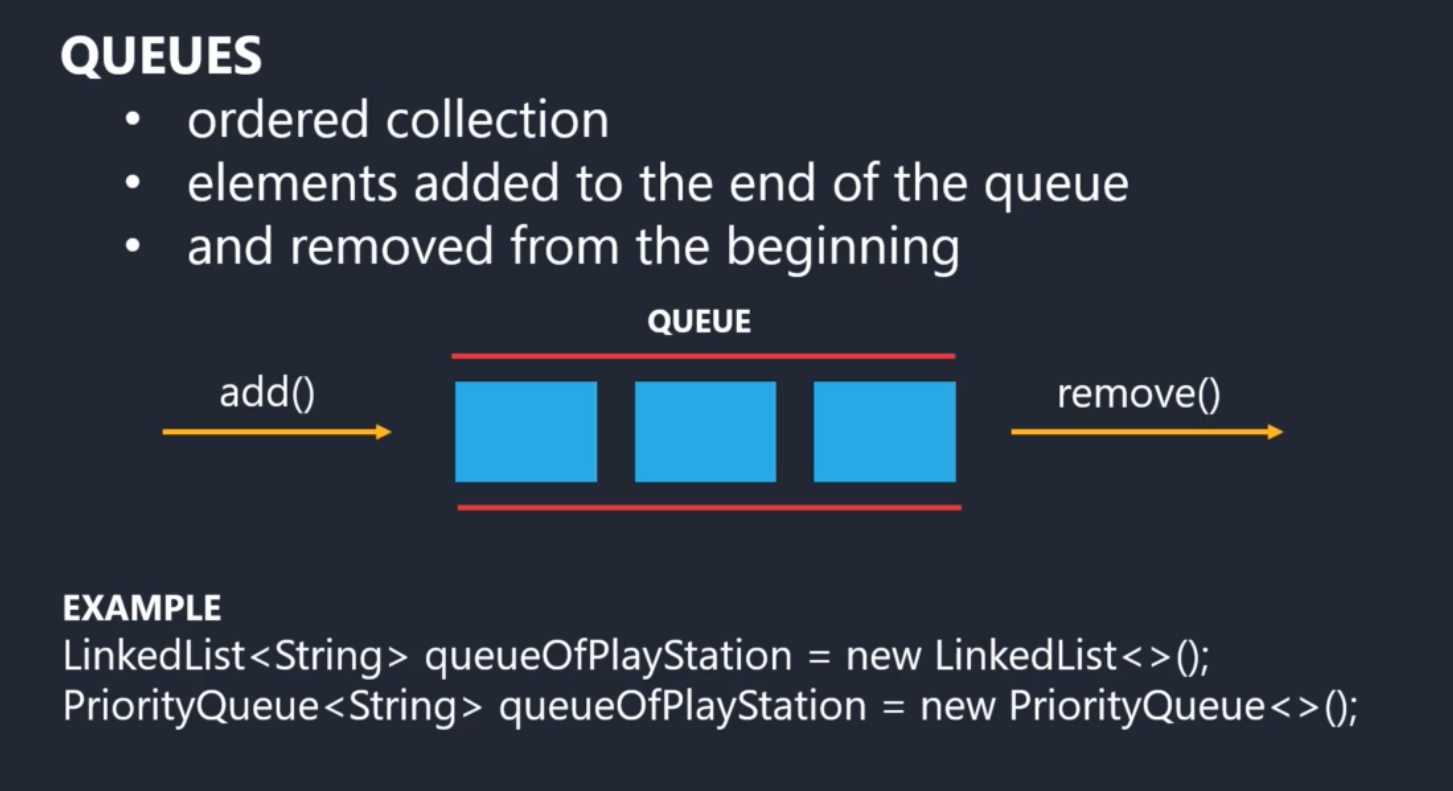 QUEUES
• ordered collection
• elements added to the end of the queue
• and removed from the beginning
QUEUE
add()
remove()
EXAMPLE
LinkedList<String> queueOfPlayStation = new LinkedList<>();
PriorityQueue<String> queueOfPlayStation = new PriorityQueue<>();